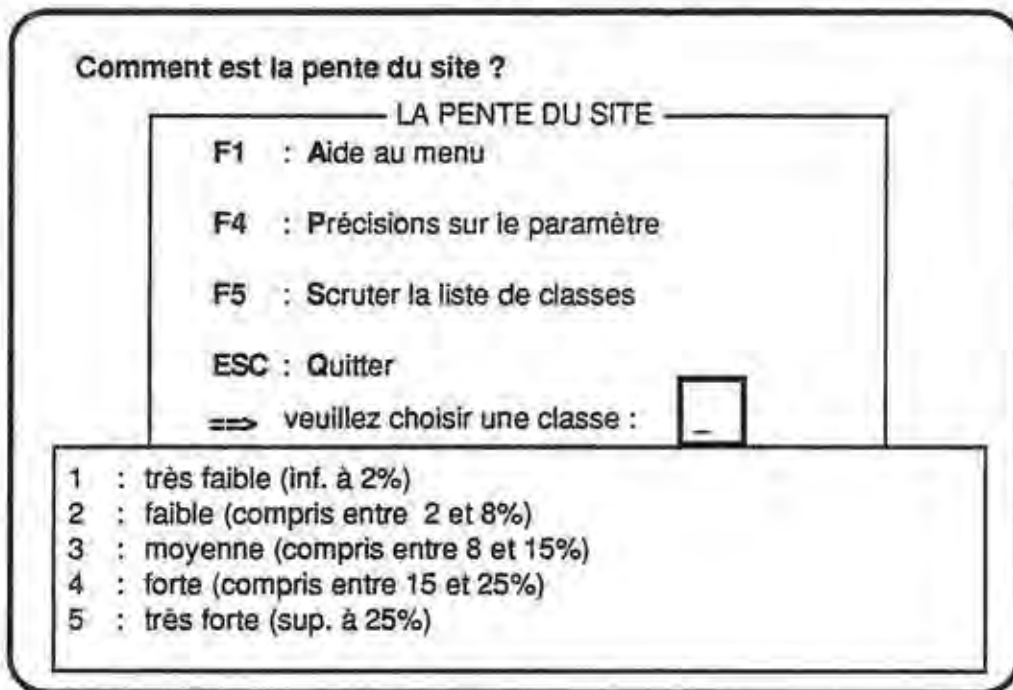 Comment est la pente du site ?
LA PENTE DU SITE
F1 : Aide au menu
F4 : Précisions sur le paramètre
F5 : Scruter la liste de classes
ESC : Quitter
==> veuillez choisir une classe : _
1 : très faible (inf. à 2%)
2 : faible (compris entre 2 et 8%)
3 : moyenne (compris entre 8 et 15%)
4 : forte (compris entre 15 et 25%)
5 : très forte (sup. à 25%)